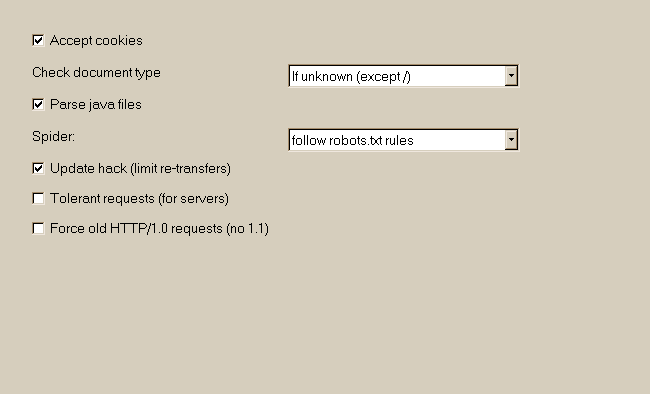 Accept cookies
Check document type
If unknown (except /)
Parse java files
Spider:
follow robots.txt rules
Update hack (limit re-transfers)
Tolerant requests (for servers)
Force old HTTP/1.0 requests (no 1.1)